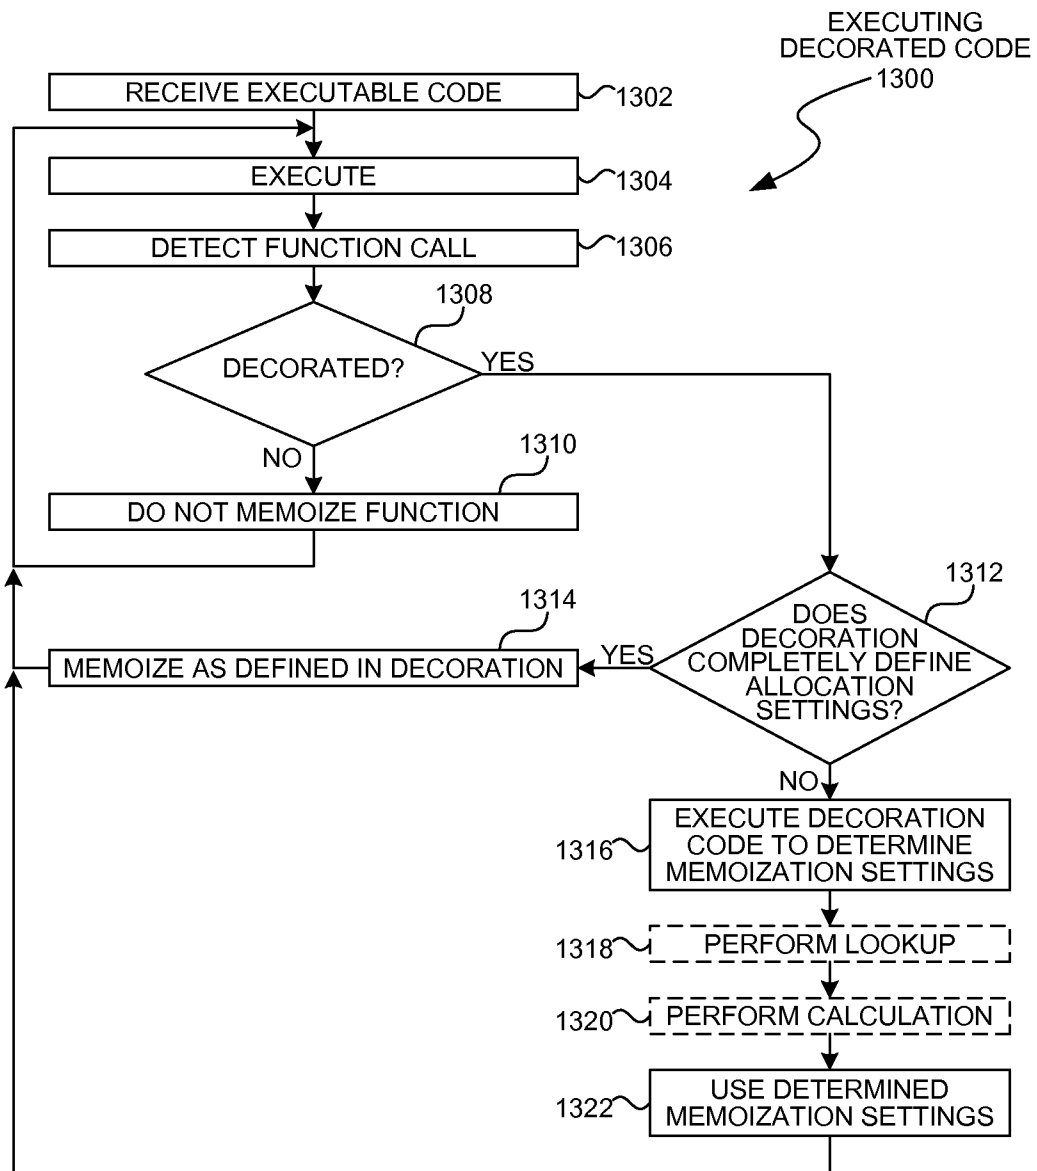 EXECUTING
DECORATED CODE
1300
RECEIVE EXECUTABLE CODE
1302
EXECUTE
1304
DETECT FUNCTION CALL
1306
1308
DECORATED?
YES
NO
1310
DO NOT MEMOIZE FUNCTION
1312
DOES
DECORATION
COMPLETELY DEFINE
ALLOCATION
SETTINGS?
YES
1314
MEMOIZE AS DEFINED IN DECORATION
NO
EXECUTE DECORATION
CODE TO DETERMINE
MEMOIZATION SETTINGS
1316
PERFORM LOOKUP
1318
PERFORM CALCULATION
1320
USE DETERMINED
MEMOIZATION SETTINGS
1322